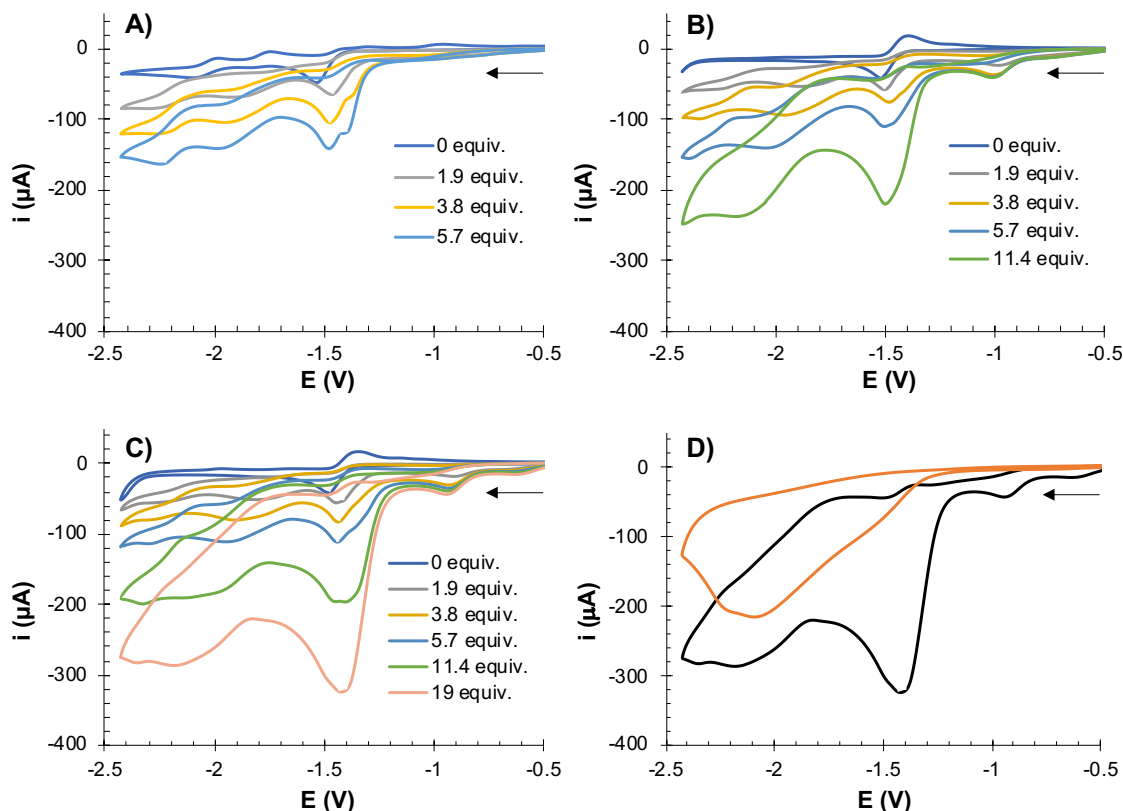 A)
0
-100
-200
-300
-400
i (µA)
0 equiv.
1.9 equiv.
3.8 equiv.
5.7 equiv.
-2.5 -2 -1.5 -1 -0.5
E (V)
B)
0
-100
-200
-300
-400
i (µA)
0 equiv.
1.9 equiv.
3.8 equiv.
5.7 equiv.
11.4 equiv.
-2.5 -2 -1.5 -1 -0.5
E (V)
C)
0
-100
-200
-300
-400
i (µA)
0 equiv.
1.9 equiv.
3.8 equiv.
5.7 equiv.
11.4 equiv.
19 equiv.
-2.5 -2 -1.5 -1 -0.5
E (V)
D)
0
-100
-200
-300
-400
i (µA)
-2.5 -2 -1.5 -1 -0.5
E (V)